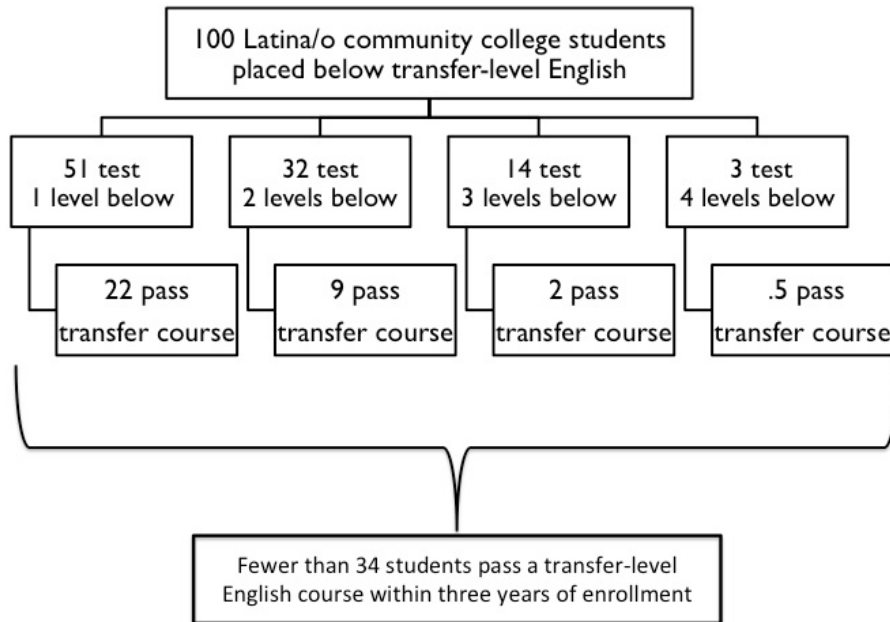 100 Latina/o community college students
placed below transfer-level English
51 test
1 level below
32 test
2 levels below
14 test
3 levels below
3 test
4 levels below
22 pass
transfer course
9 pass
transfer course
2 pass
transfer course
.5 pass
transfer course
Fewer than 34 students pass a transfer-level
English course within three years of enrollment